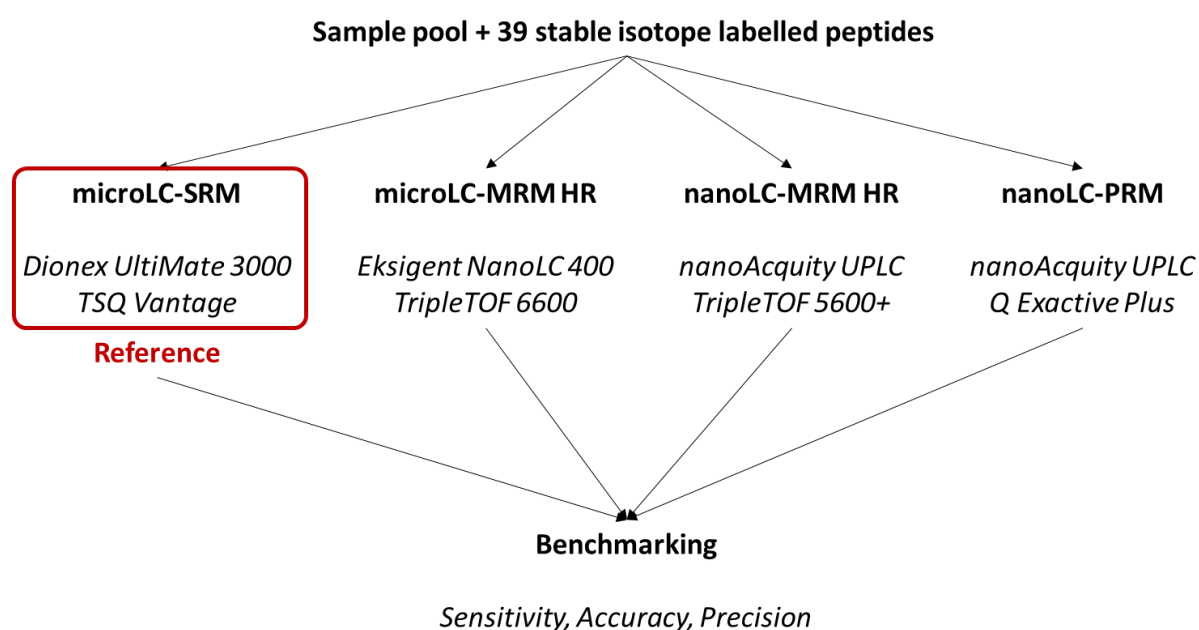 Sample pool + 39 stable isotope labelled peptides
microLC-SRM
Dionex UltiMate 3000
TSQ Vantage
Reference
microLC-MRM HR
Eksigent NanoLC 400
TripleTOF 6600
nanoLC-MRM HR
nanoAcquity UPLC
TripleTOF 5600+
nanoLC-PRM
nanoAcquity UPLC
Q Exactive Plus
Benchmarking
Sensitivity, Accuracy, Precision